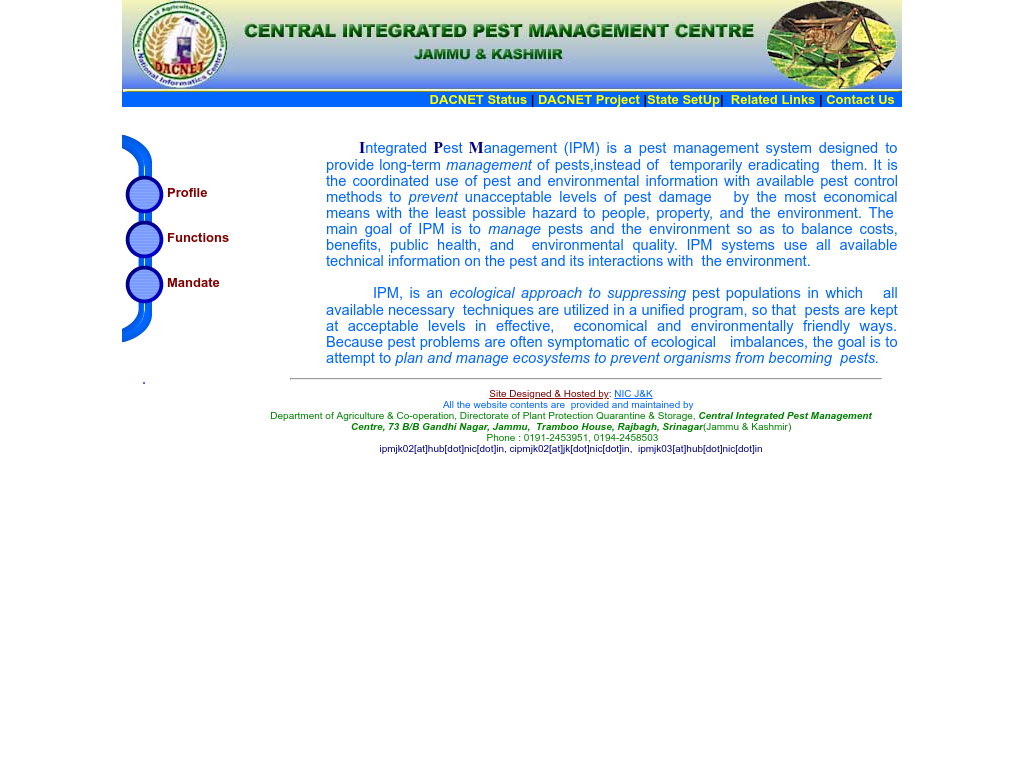 Department of Agriculture & Co-operation
DACNET
National Informatics Centre
CENTRAL INTEGRATED PEST MANAGEMENT CENTRE
JAMMU & KASHMIR
DACNET Status | DACNET Project |State SetUp| Related Links | Contact Us
Profile
Functions
Mandate
Integrated Pest Management (IPM) is a pest management system designed to
provide long-term management of pests,instead of temporarily eradicating them. It is
the coordinated use of pest and environmental information with available pest control
methods to prevent unacceptable levels of pest damage by the most economical
means with the least possible hazard to people, property, and the environment. The
main goal of IPM is to manage pests and the environment so as to balance costs,
benefits, public health, and environmental quality. IPM systems use all available
technical information on the pest and its interactions with the environment.
IPM, is an ecological approach to suppressing pest populations in which all
available necessary techniques are utilized in a unified program, so that pests are kept
at acceptable levels in effective, economical and environmentally friendly ways.
Because pest problems are often symptomatic of ecological imbalances, the goal is to
attempt to plan and manage ecosystems to prevent organisms from becoming pests.
.
Site Designed & Hosted by: NIC J&K
All the website contents are provided and maintained by
Department of Agriculture & Co-operation, Directorate of Plant Protection Quarantine & Storage, Central Integrated Pest Management
Centre, 73 B/B Gandhi Nagar, Jammu, Tramboo House, Rajbagh, Srinagar(Jammu & Kashmir)
Phone : 0191-2453951, 0194-2458503
ipmjk02[at]hub[dot]nic[dot]in, cipmjk02[at]jk[dot]nic[dot]in, ipmjk03[at]hub[dot]nic[dot]in